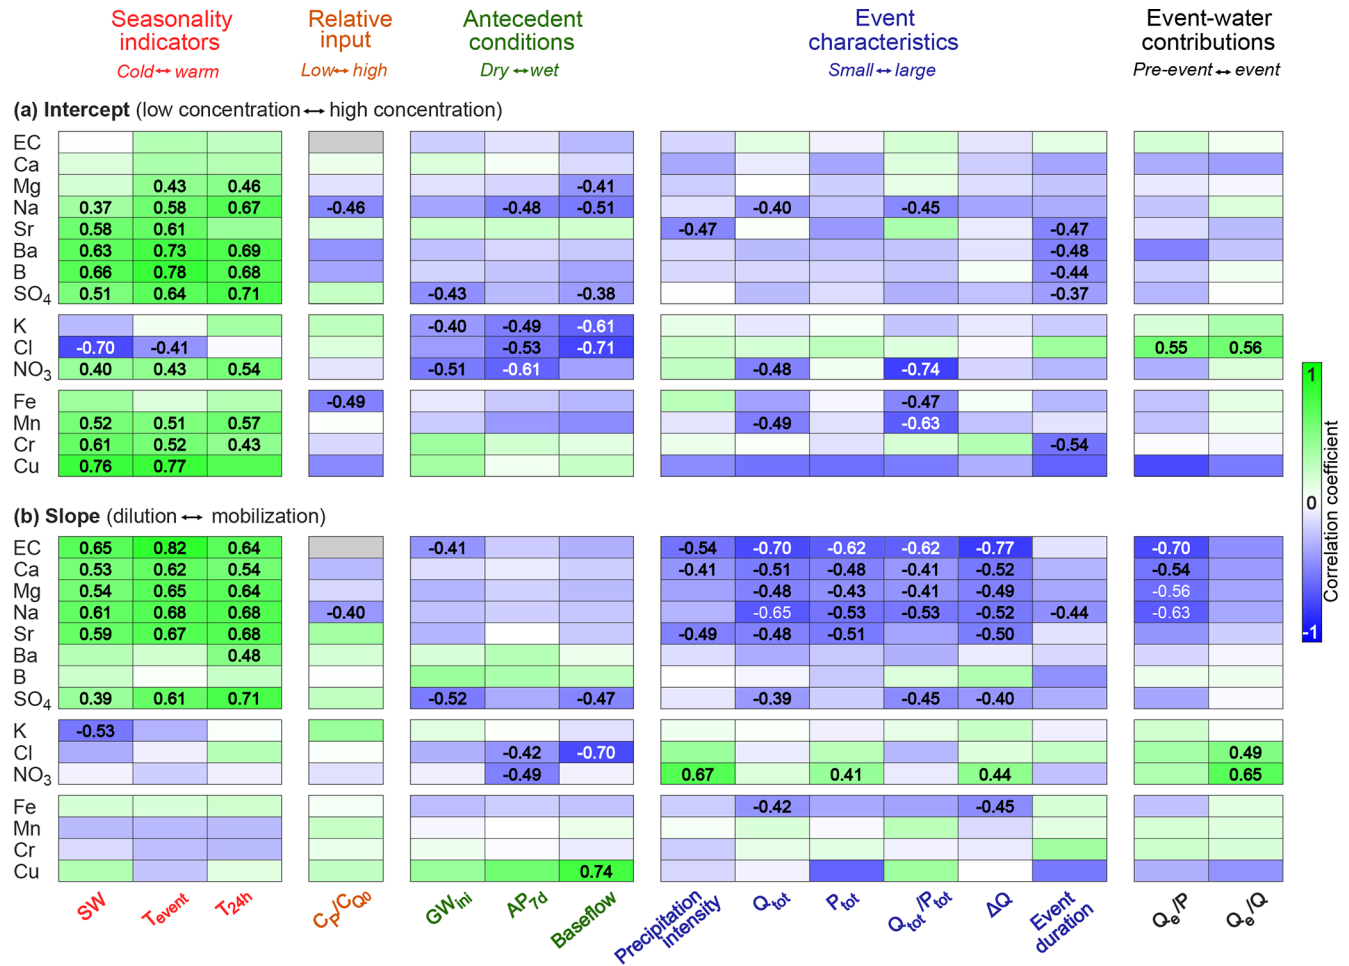 Seasonality
indicators
Cold↔warm
Relative
input
Low↔high
Antecedent
conditions
Dry↔wet
Event
characteristics
Small↔large
Event-water
contributions
Pre-event↔event
(a) Intercept (low concentration↔high concentration)
EC
Ca
Mg 0.43 0.46 -0.41
Na 0.37 0.58 0.67 -0.46 -0.48 -0.51 -0.40 -0.45
Sr 0.58 0.61 -0.47 -0.47
Ba 0.63 0.73 0.69 -0.48
B 0.66 0.78 0.68 -0.44
SO4 0.51 0.64 0.71 -0.43 -0.38 -0.37
K -0.40 -0.49 -0.61
Cl -0.70 -0.41 -0.53 -0.71 0.55 0.56
NO3 0.40 0.43 0.54 -0.51 -0.61 -0.48 -0.74
Fe -0.49 -0.47
Mn 0.52 0.51 0.57 -0.49 -0.63
Cr 0.61 0.52 0.43 -0.54
Cu 0.76 0.77
(b) Slope (dilution↔ mobilization)
EC 0.65 0.82 0.64 -0.41 -0.54 -0.70 -0.62 -0.62 -0.77 -0.70
Ca 0.53 0.62 0.54 -0.41 -0.51 -0.48 -0.41 -0.52 -0.54
Mg 0.54 0.65 0.64 -0.48 -0.43 -0.41 -0.49 -0.56
Na 0.61 0.68 0.68 -0.40 -0.65 -0.53 -0.53 -0.52 -0.44 -0.63
Sr 0.59 0.67 0.68 -0.49 -0.48 -0.51 -0.50
Ba 0.48
B
SO4 0.39 0.61 0.71 -0.52 -0.47 -0.39 -0.45 -0.40
K -0.53
Cl -0.42 -0.70 0.49
NO3 -0.49 0.67 0.41 0.44 0.65
Fe -0.42 -0.45
Mn
Cr
Cu 0.74
SW
Tevent
T24h
CP/CQ0
GWini
AP7d
Baseflow
Precipitation
intensity
Qtot
Ptot
Qtot/Ptot
ΔQ
Event
duration
Qe/P
Qe/Q
1
0
-1
Correlation coefficient